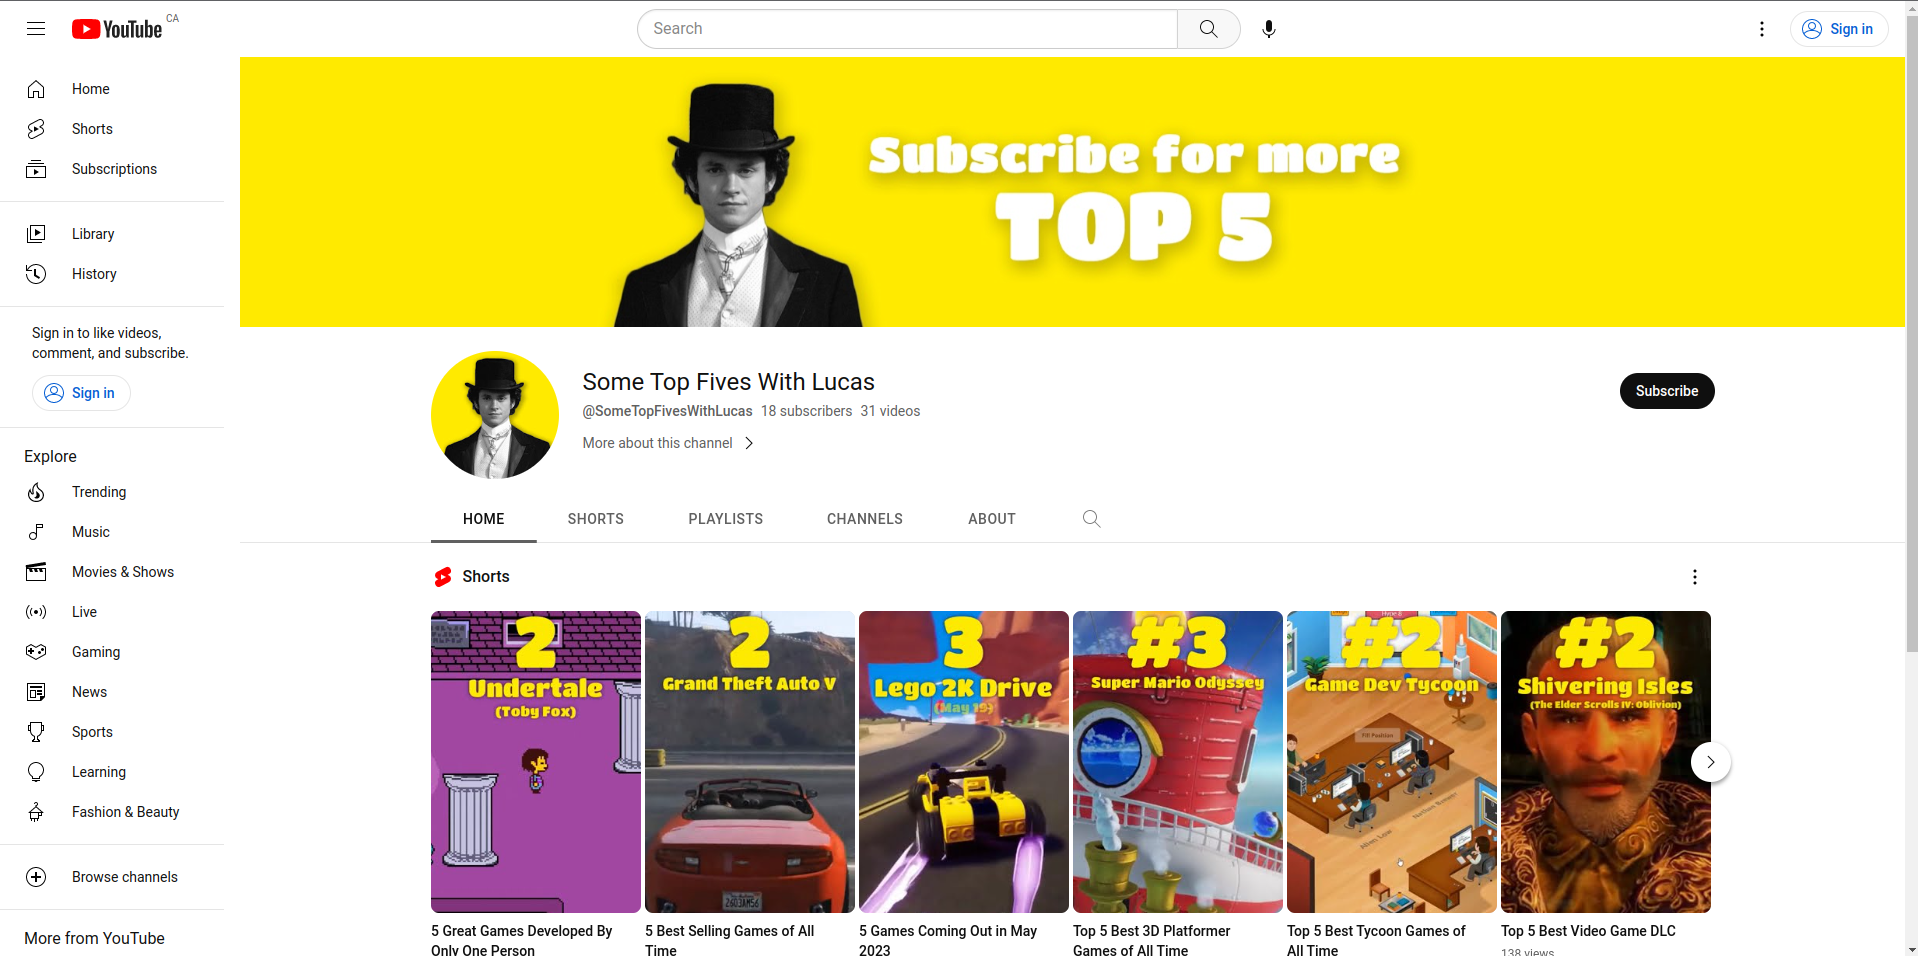 YouTube CA
Search
Sign in
Home
Shorts
Subscriptions
Library
History
Sign in to like videos,
comment, and subscribe.
Sign in
Explore
Trending
Music
Movies & Shows
Live
Gaming
News
Sports
Learning
Fashion & Beauty
Browse channels
More from YouTube
Subscribe for more
TOP 5
Some Top Fives With Lucas
@SomeTopFivesWithLucas 18 subscribers 31 videos
More about this channel
Subscribe
HOME SHORTS PLAYLISTS CHANNELS ABOUT
Shorts
2
Undertale
(Toby Fox)
5 Great Games Developed By
Only One Person
2
Grand Theft Auto V
2603AM56
5 Best Selling Games of All
Time
3
Lego 2K Drive
(May 19)
5 Games Coming Out in May
2023
#3
Super Mario Odyssey
Top 5 Best 3D Platformer
Games of All Time
#2
Game Dev Tycoon
Top 5 Best Tycoon Games of
All Time
#2
Shivering Isles
(The Elder Scrolls IV: Oblivion)
Top 5 Best Video Game DLC
138 views